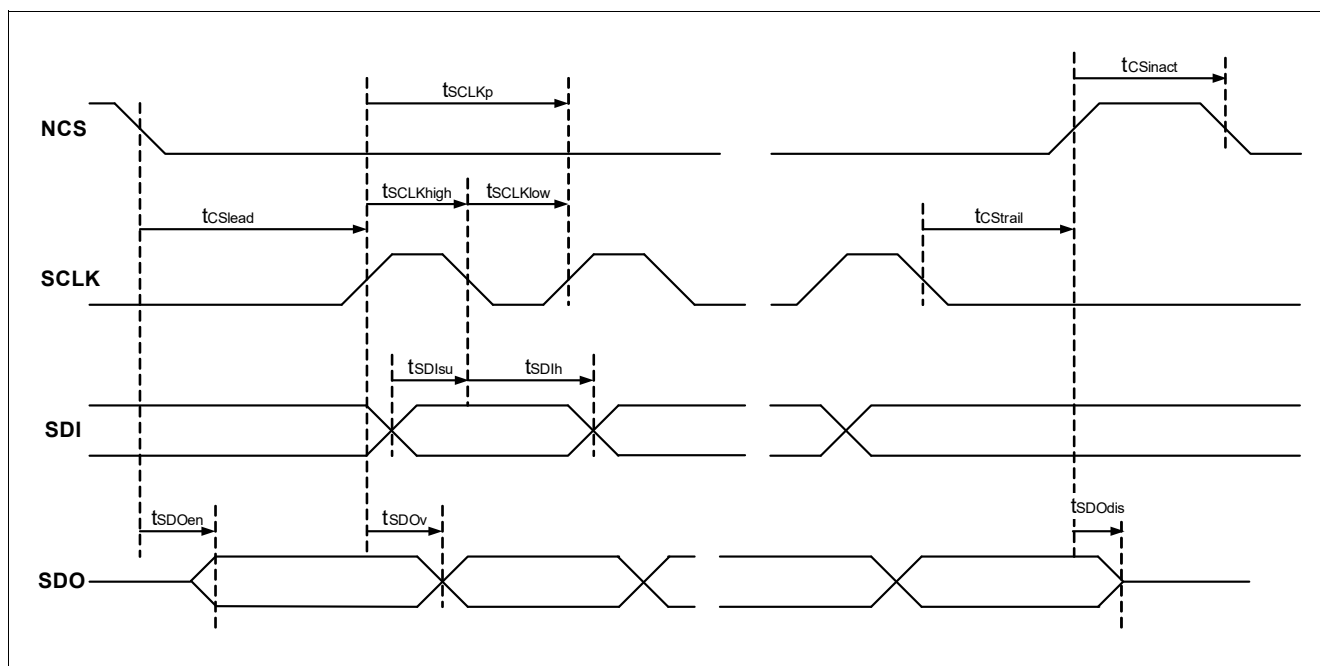 tCSinact
tSCLKp
NCS
tSCLKhigh
tSCLKlow
tCSlead
tCStrail
SCLK
tSDIsu
tSDIh
SDI
tSDOen
tSDOv
tSDOdis
SDO